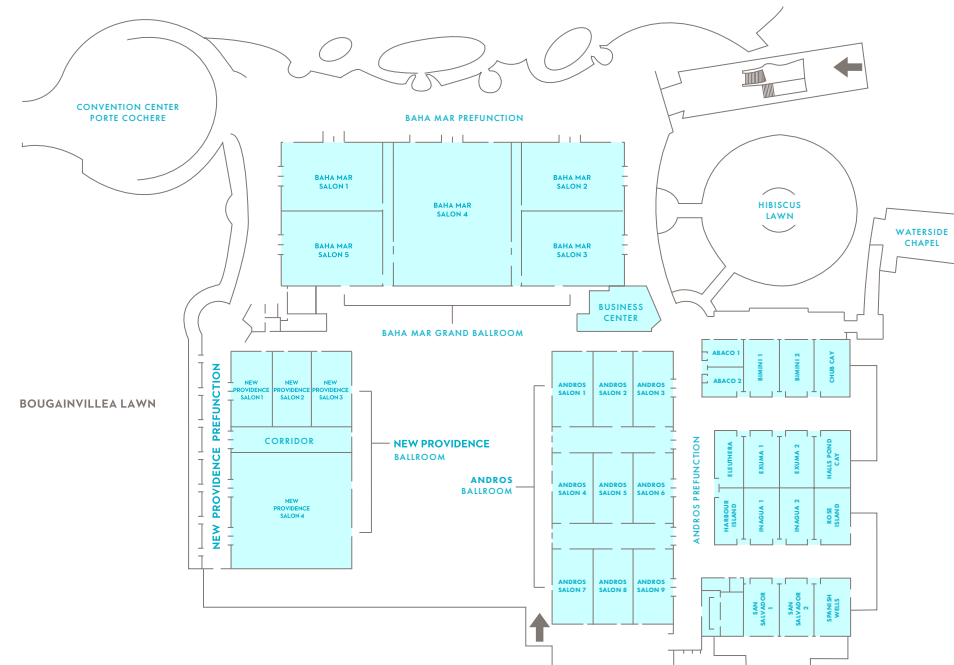 CONVENTION CENTER
PORTE COCHERE
BAHA MAR PREFUNCTION
BAHA MAR
SALON 1
BAHA MAR
SALON 4
BAHA MAR
SALON 2
BAHA MAR
SALON 5
BAHA MAR
SALON 3
HIBISCUS
LAWN
WATERSIDE
CHAPEL
BUSINESS
CENTER
BAHA MAR GRAND BALLROOM
BOUGAINVILLEA LAWN
NEW PROVIDENCE PREFUNCTION
NEW
PROVIDENCE
SALON 1
NEW
PROVIDENCE
SALON 2
NEW
PROVIDENCE
SALON 3
CORRIDOR
NEW
PROVIDENCE
SALON 4
NEW PROVIDENCE
BALLROOM
ANDROS
BALLROOM
ANDROS
SALON 1
ANDROS
SALON 2
ANDROS
SALON 3
ANDROS
SALON 4
ANDROS
SALON 5
ANDROS
SALON 6
ANDROS
SALON 7
ANDROS
SALON 8
ANDROS
SALON 9
ANDROS PREFUNCTION
ABACO 1
ABACO 2
BIMINI 1
BIMINI 2
CHUB CAY
ELEUTHERA
EXUMA 1
EXUMA 2
HALLS POND
CAY
HARBOUR
ISLAND
INAGUA 1
INAGUA 2
ROSE
ISLAND
SAN
SALVADOR
1
SAN
SALVADOR
2
SPANISH
WELLS